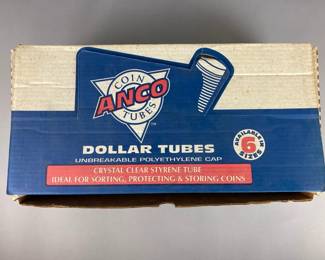 COIN
ANCO
TUBES
DOLLAR TUBES
UNBREAKABLE POLYETHYLENE CAP
CRYSTAL CLEAR STYRENE TUBE
IDEAL FOR SORTING, PROTECTING & STORING COINS
AVAILABLE IN
6
SIZES